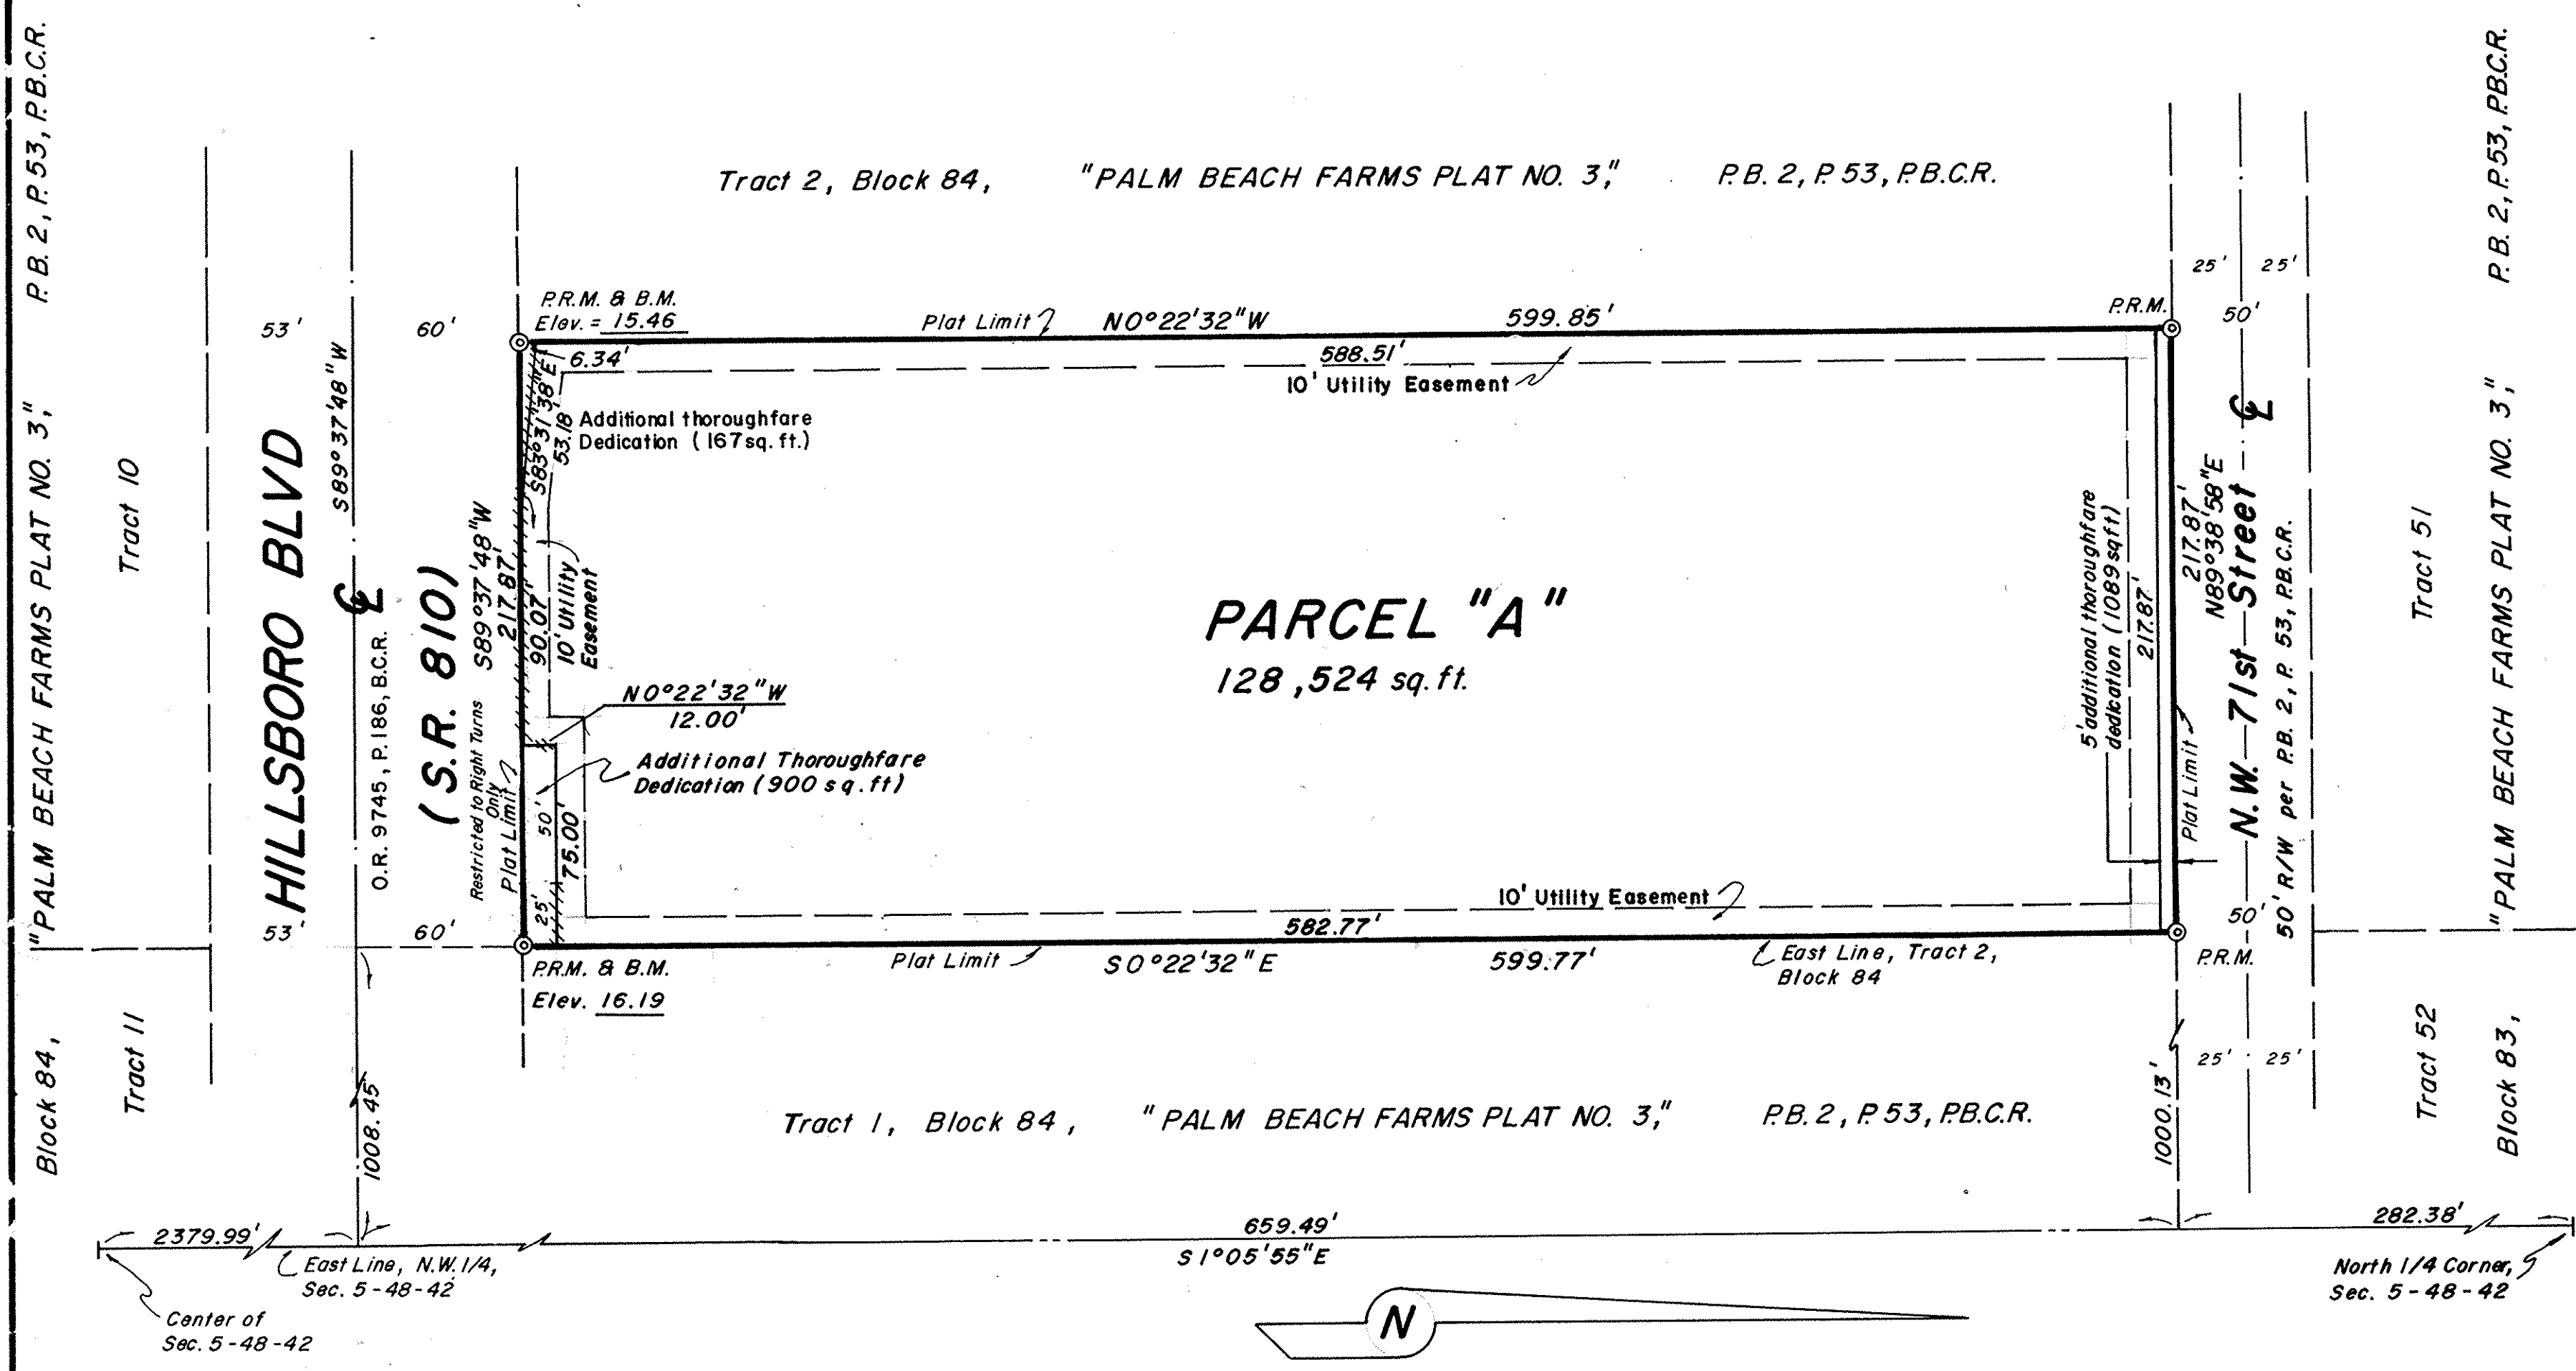 P.B. 2, P. 53, P.B.C.R.
"PALM BEACH FARMS PLAT NO. 3,"
Block 84,
Tract 10
Tract 11
53'
60'
S89°37'48"W
HILLSBORO BLVD
℄
(S.R. 810)
O.R. 9745, P. 186, B.C.R.
53'
60'
1008.45
Tract 2, Block 84, "PALM BEACH FARMS PLAT NO. 3," P.B. 2, P. 53, P.B.C.R.
P.R.M. & B.M.
Elev. = 15.46
Plat Limit
N0°22'32"W
599.85'
P.R.M.
6.34'
588.51'
10' Utility Easement
S83°31'38"E
53.18'
Additional thoroughfare
Dedication (167sq. ft.)
S89°37'48"W
217.87'
90.07'
10' Utility
Easement
N0°22'32"W
12.00'
Additional Thoroughfare
Dedication (900 sq. ft)
Restricted to Right Turns
Only
Plat Limit
50'
75.00'
25'
PARCEL "A"
128,524 sq. ft.
5'additional thoroughfare
dedication (1089sqft)
217.87'
217.87'
N89°38'58"E
Plat Limit
10' Utility Easement
582.77'
P.R.M. & B.M.
Elev. 16.19
Plat Limit
S0°22'32"E
599.77'
East Line, Tract 2,
Block 84
P.R.M.
25'
25'
50'
℄
N.W. 71st Street
50' R/W per P.B. 2, P. 53, P.B.C.R.
50'
25'
25'
1000.13'
Tract 51
Tract 52
P.B. 2, P. 53, P.B.C.R.
"PALM BEACH FARMS PLAT NO. 3,"
Block 83,
Tract 1, Block 84, "PALM BEACH FARMS PLAT NO. 3," P.B. 2, P. 53, P.B.C.R.
2379.99'
659.49'
282.38'
S1°05'55"E
East Line, N.W. 1/4,
Sec. 5-48-42
Center of
Sec. 5-48-42
North 1/4 Corner,
Sec. 5-48-42
N